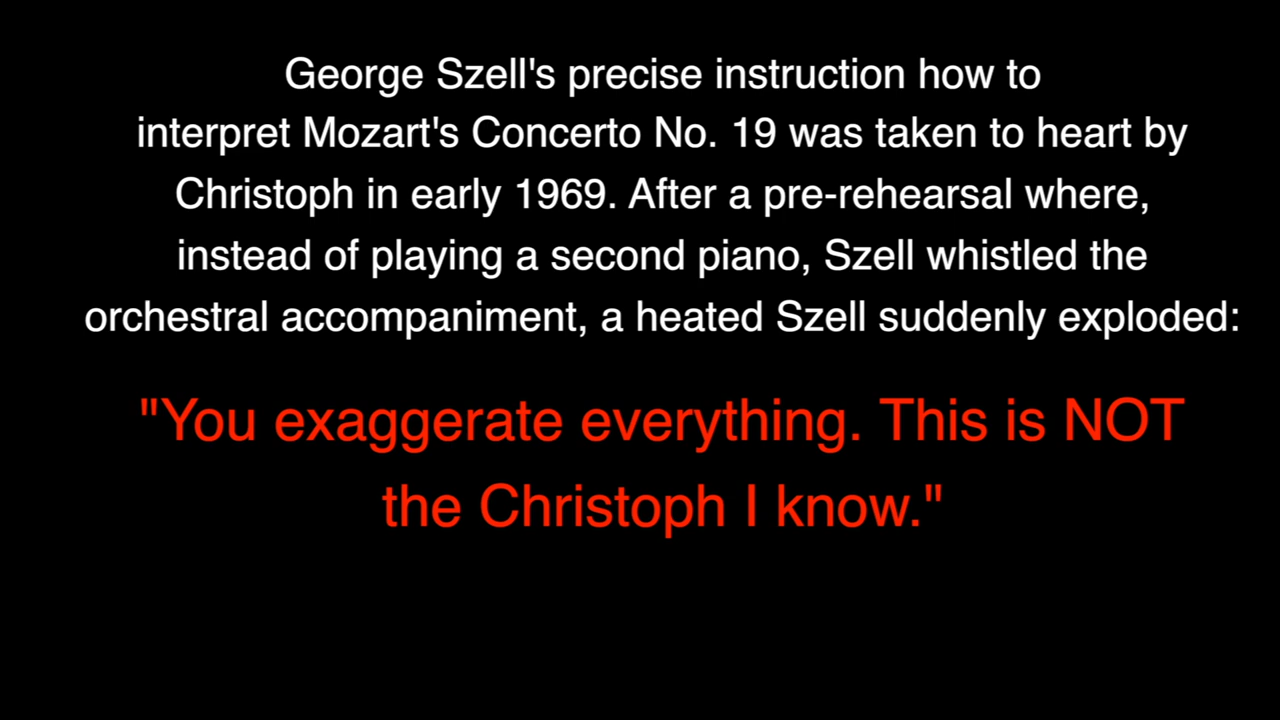 George Szell's precise instruction how to
interpret Mozart's Concerto No. 19 was taken to heart by
Christoph in early 1969. After a pre-rehearsal where,
instead of playing a second piano, Szell whistled the
orchestral accompaniment, a heated Szell suddenly exploded:
"You exaggerate everything. This is NOT
the Christoph I know."